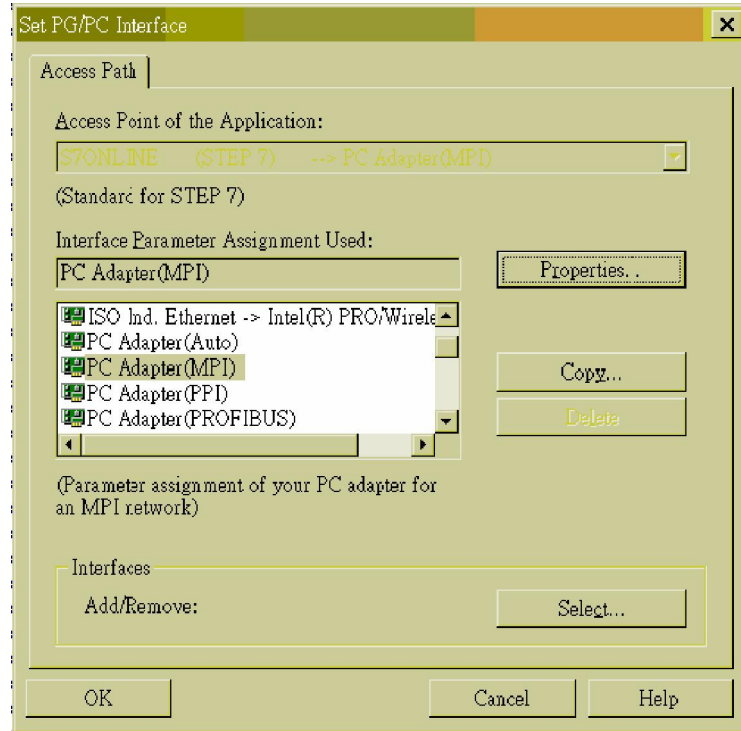 Set PG/PC Interface
Access Path
Access Point of the Application:
S7ONLINE (STEP 7) --> PC Adapter(MPI)
(Standard for STEP 7)
Interface Parameter Assignment Used:
PC Adapter(MPI)
Properties. .
ISO Ind. Ethernet -> Intel(R) PRO/Wirele
PC Adapter(Auto)
PC Adapter(MPI)
PC Adapter(PPI)
PC Adapter(PROFIBUS)
Copy...
Delete
(Parameter assignment of your PC adapter for
an MPI network)
Interfaces
Add/Remove:
Select...
OK
Cancel
Help